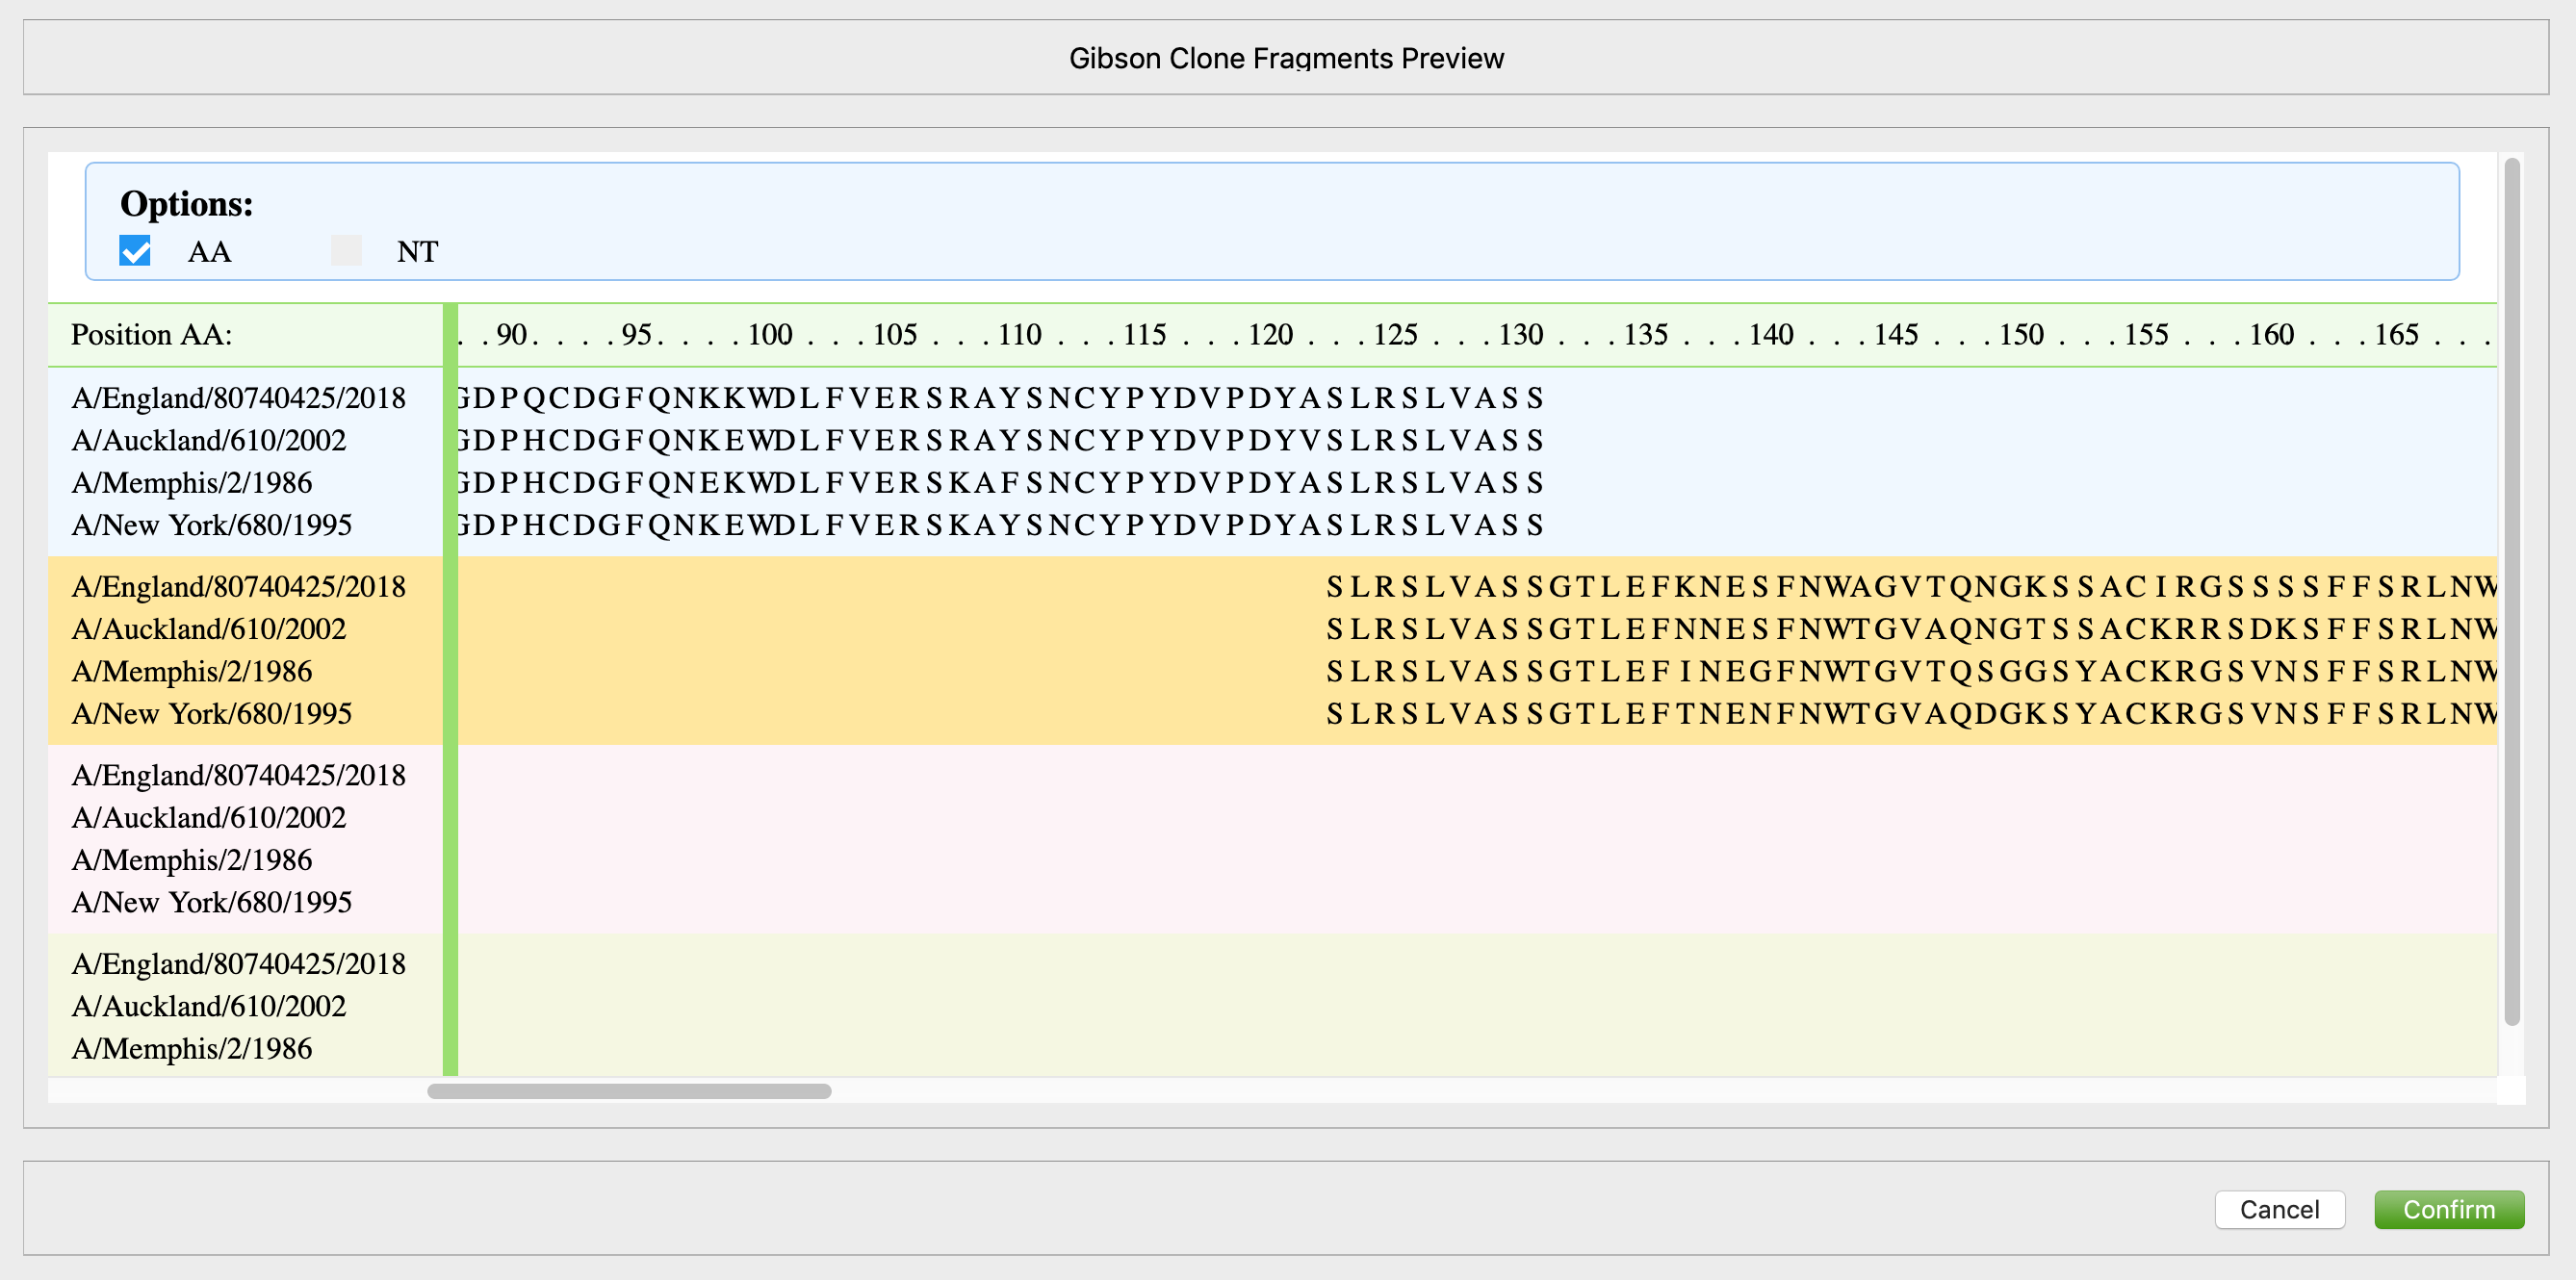 Gibson Clone Fragments Preview
Options:
AA NT
Position AA: . . 90 . . . . 95 . . . . 100 . . . 105 . . . 110 . . . 115 . . . 120 . . . 125 . . . 130 . . . 135 . . . 140 . . . 145 . . . 150 . . . 155 . . . 160 . . . 165 . . .
A/England/80740425/2018 GDPQCDGFQNKKWDLFVERSRAYSNCYPYDVPDYASLRSLVASS
A/Auckland/610/2002 GDPHCDGFQNKEWDLFVERSRAYSNCYPYDVPDYVSLRSLVASS
A/Memphis/2/1986 GDPHCDGFQNEKWDLFVERSKAFSNCYPYDVPDYASLRSLVASS
A/New York/680/1995 GDPHCDGFQNKEWDLFVERSKAYSNCYPYDVPDYASLRSLVASS
A/England/80740425/2018 SLRSLVASSGTLEFKNESFNWAGVTQNGKSSACIRGSSSSFFSRLNW
A/Auckland/610/2002 SLRSLVASSGTLEFNNESFNWTGVAQNGTSSACKRRSDKSFFSRLNW
A/Memphis/2/1986 SLRSLVASSGTLEFINEGFNWTGVTQSGGSYACKRGSVNSFFSRLNW
A/New York/680/1995 SLRSLVASSGTLEFTNENFNWTGVAQDGKSYACKRGSVNSFFSRLNW
A/England/80740425/2018
A/Auckland/610/2002
A/Memphis/2/1986
A/New York/680/1995
A/England/80740425/2018
A/Auckland/610/2002
A/Memphis/2/1986
Cancel Confirm